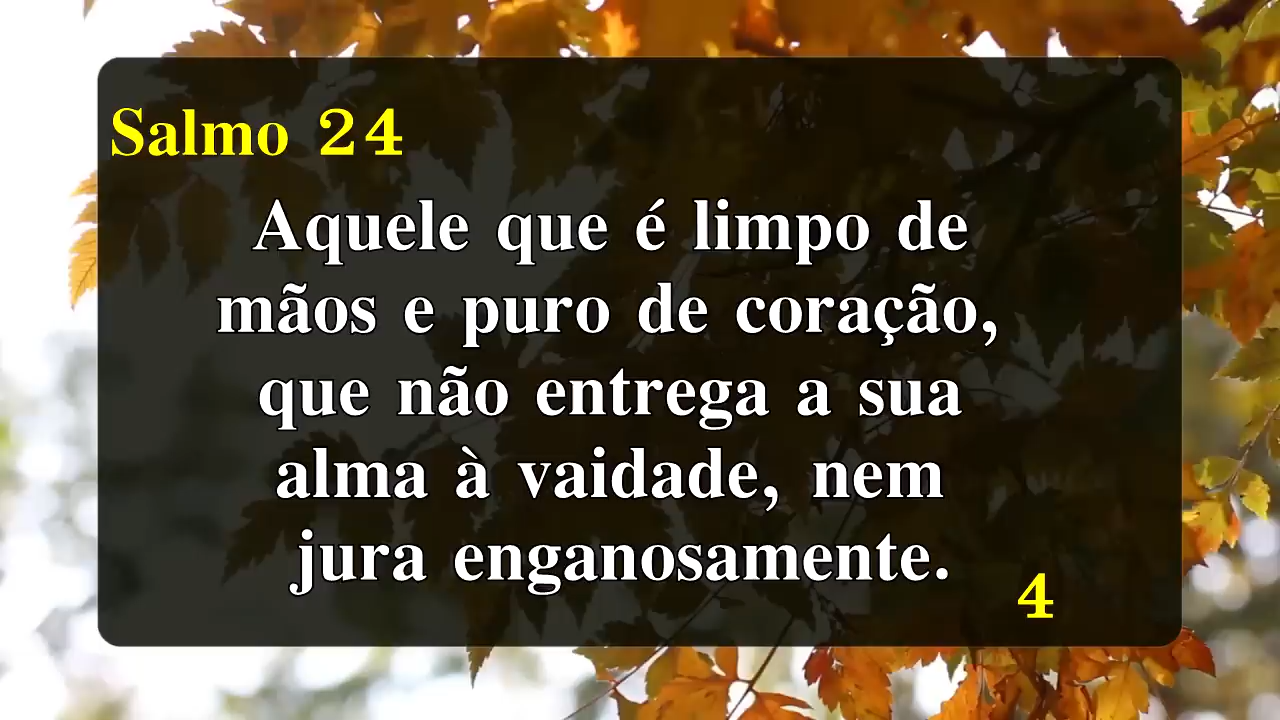 Salmo 24
Aquele que é limpo de
mãos e puro de coração,
que não entrega a sua
alma à vaidade, nem
jura enganosamente.
4